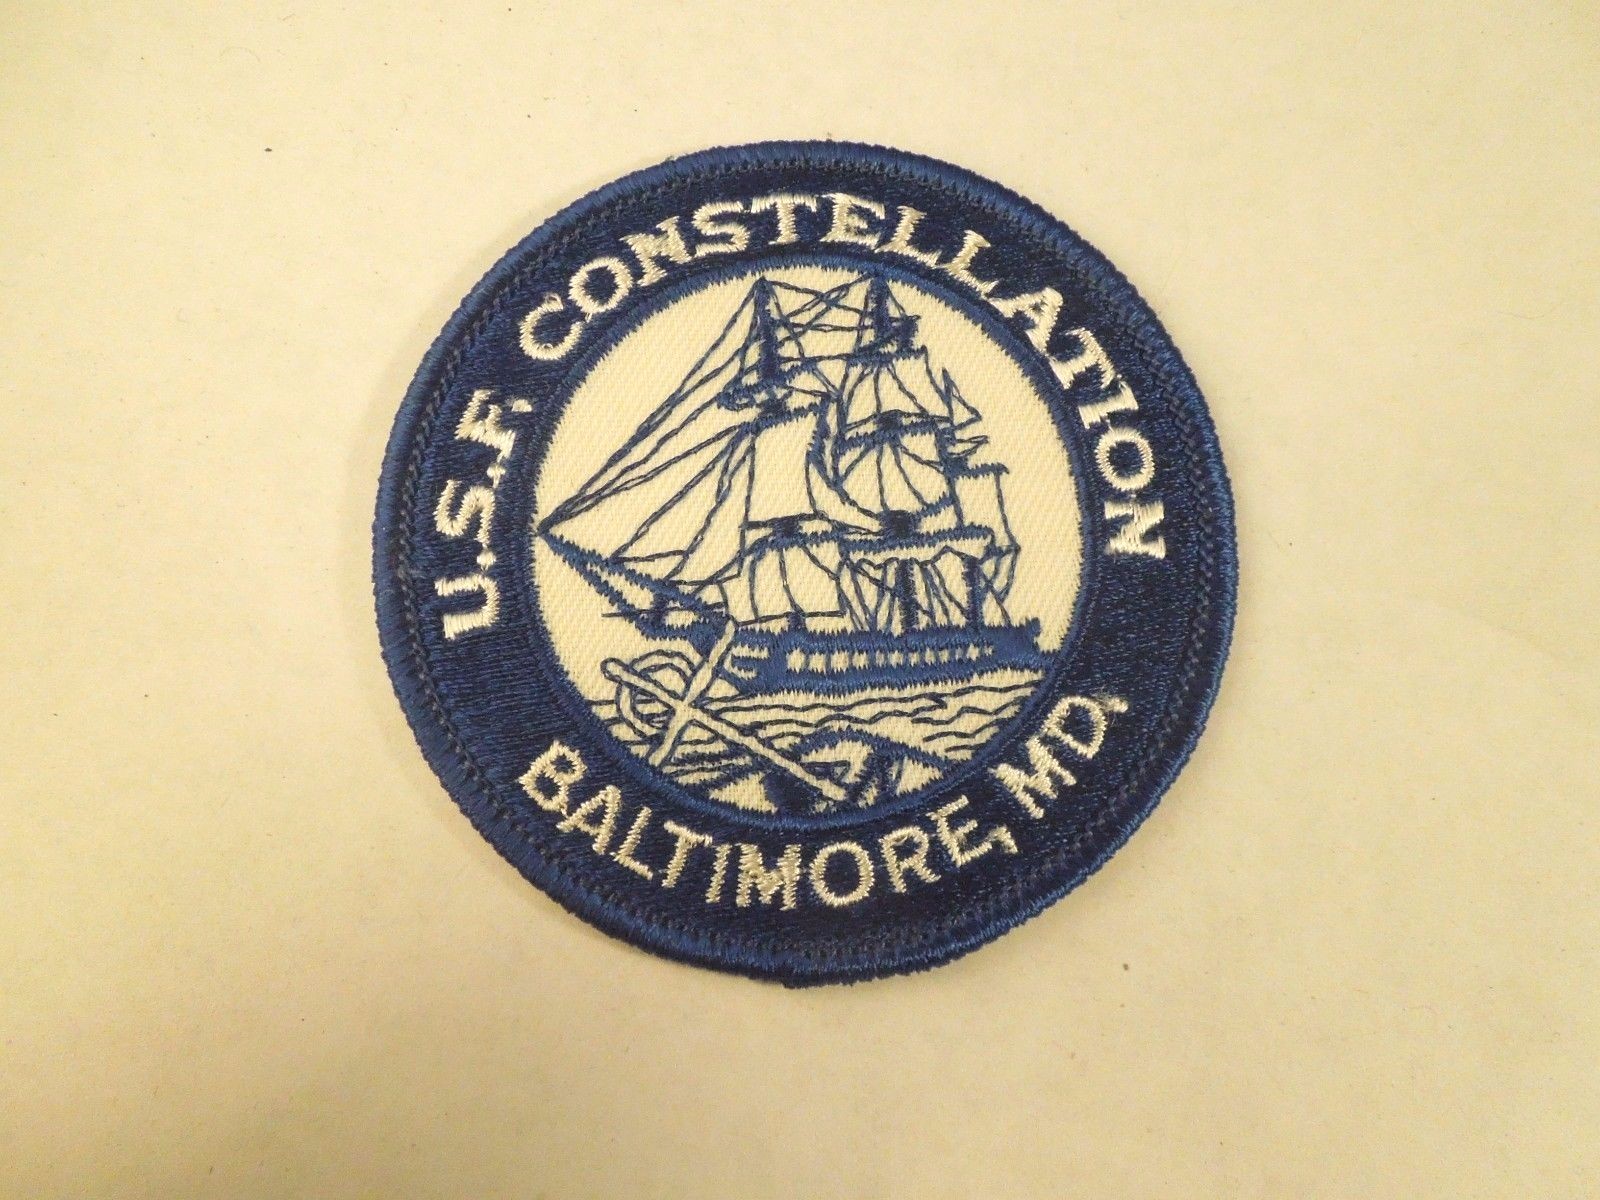 U.S.F. CONSTELLATION
BALTIMORE, MD.